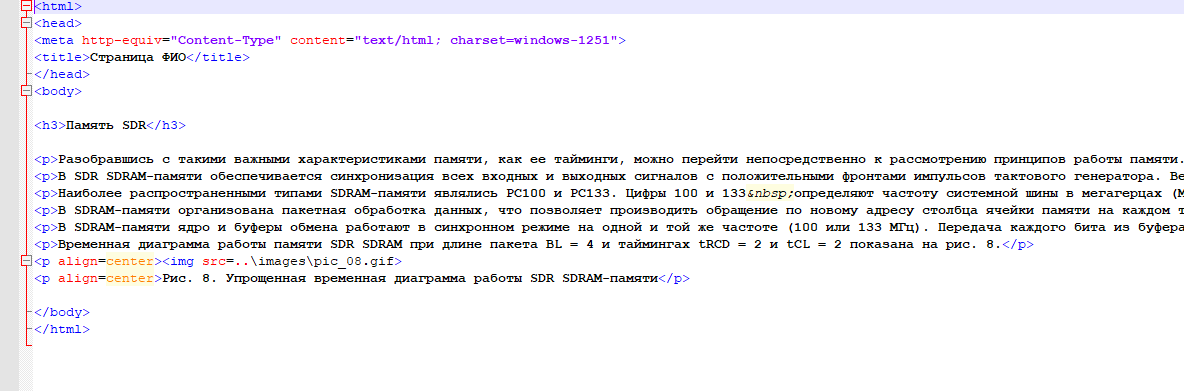 <html>
<head>
<meta http-equiv="Content-Type" content="text/html; charset=windows-1251">
<title>Страница ФИО</title>
</head>
<body>
<h3>Память SDR</h3>
<p>Разобравшись с такими важными характеристиками памяти, как ее тайминги, можно перейти непосредственно к рассмотрению принципов работы памяти.
<p>В SDR SDRAM-памяти обеспечивается синхронизация всех входных и выходных сигналов с положительными фронтами импульсов тактового генератора. Ве
<p>Наиболее распространенными типами SDRAM-памяти являлись PC100 и PC133. Цифры 100 и 133&nbsp;определяют частоту системной шины в мегагерцах (М
<p>В SDRAM-памяти организована пакетная обработка данных, что позволяет производить обращение по новому адресу столбца ячейки памяти на каждом т
<p>В SDRAM-памяти ядро и буферы обмена работают в синхронном режиме на одной и той же частоте (100 или 133 МГц). Передача каждого бита из буфера
<p>Временная диаграмма работы памяти SDR SDRAM при длине пакета BL = 4 и таймингах tRCD = 2 и tCL = 2 показана на рис. 8.</p>
<p align=center><img src=..\images\pic_08.gif>
<p align=center>Рис. 8. Упрощенная временная диаграмма работы SDR SDRAM-памяти</p>
</body>
</html>